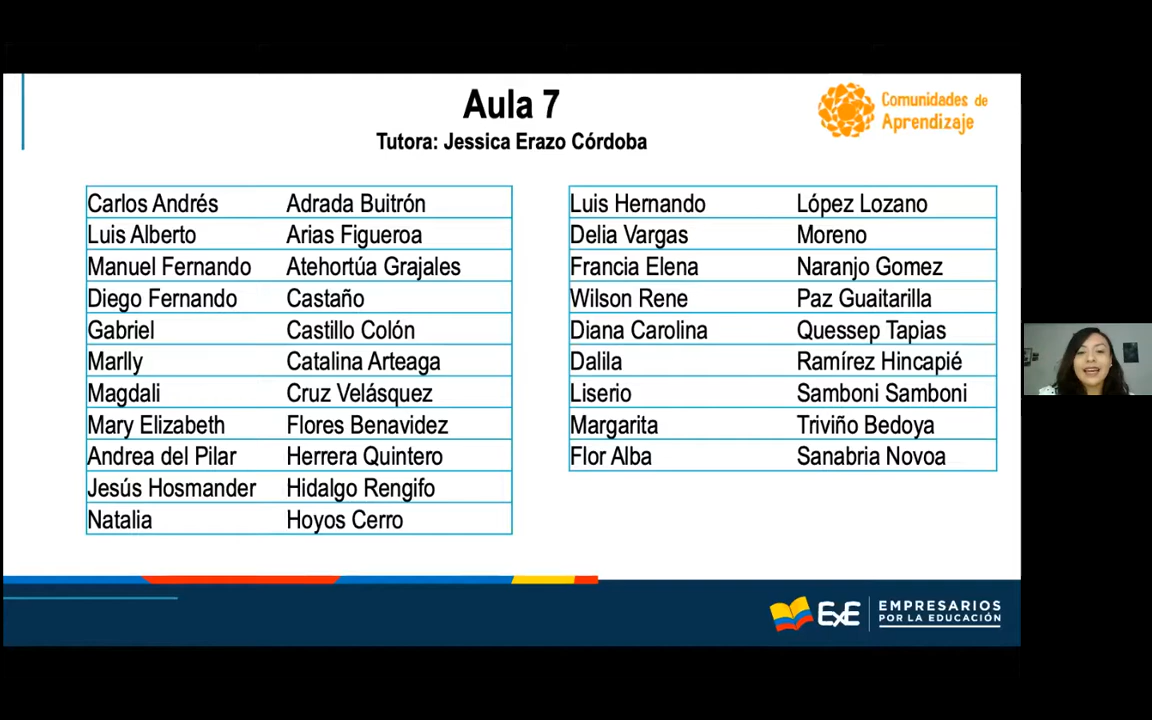 Aula 7
Tutora: Jessica Erazo Córdoba
Comunidades de
Aprendizaje
Carlos Andrés Adrada Buitrón
Luis Alberto Arias Figueroa
Manuel Fernando Atehortúa Grajales
Diego Fernando Castaño
Gabriel Castillo Colón
Marlly Catalina Arteaga
Magdali Cruz Velásquez
Mary Elizabeth Flores Benavidez
Andrea del Pilar Herrera Quintero
Jesús Hosmander Hidalgo Rengifo
Natalia Hoyos Cerro
Luis Hernando López Lozano
Delia Vargas Moreno
Francia Elena Naranjo Gomez
Wilson Rene Paz Guaitarilla
Diana Carolina Quessep Tapias
Dalila Ramírez Hincapié
Liserio Samboni Samboni
Margarita Triviño Bedoya
Flor Alba Sanabria Novoa
ExE EMPRESARIOS
POR LA EDUCACIÓN